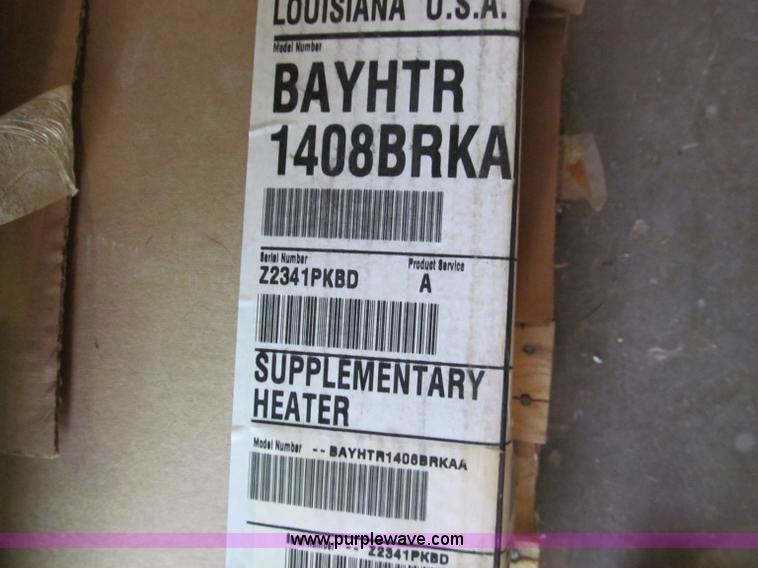 LOUISIANA U.S.A.
Model Number
BAYHTR
1408BRKA
Serial Number
Product Service
Z2341PKBD
A
SUPPLEMENTARY
HEATER
Model Number -- BAYHTR1408BRKAA
www.purplewave.com
-- Z2341PKBD